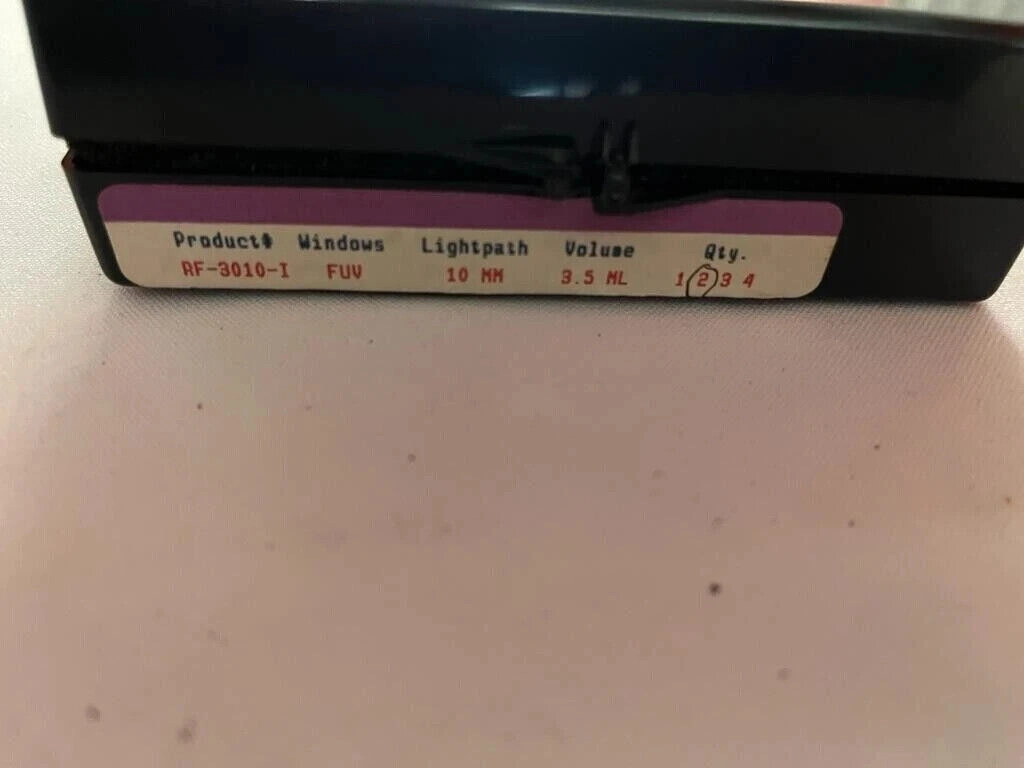 Product# Windows Lightpath Volume Qty.
RF-3010-I FUV 10 MM 3.5 ML 1 2 3 4